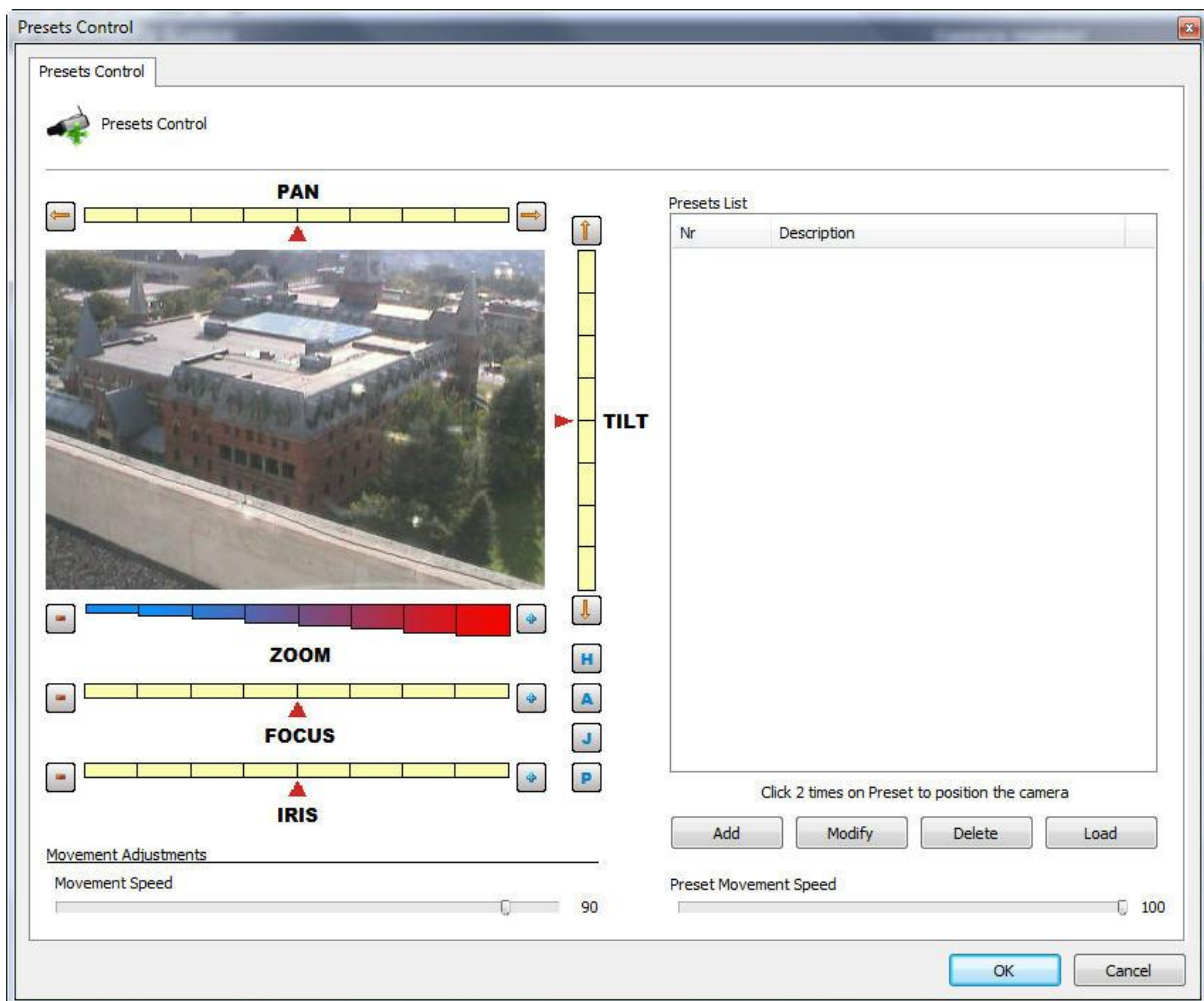 Presets Control
Presets Control
Presets Control
PAN
TILT
ZOOM
FOCUS
IRIS
H
A
J
P
Movement Adjustments
Movement Speed
90
Presets List
Nr Description
Click 2 times on Preset to position the camera
Add Modify Delete Load
Preset Movement Speed
100
OK Cancel